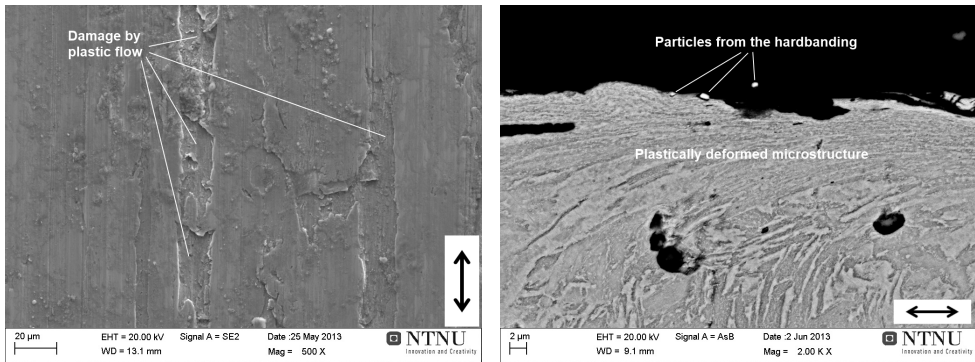 Damage by
plastic flow
20 µm
EHT = 20.00 kV
WD = 13.1 mm
Signal A = SE2
Date :25 May 2013
Mag = 500 X
NTNU
Innovation and Creativity
Particles from the hardbanding
Plastically deformed microstructure
2 µm
EHT = 20.00 kV
WD = 9.1 mm
Signal A = AsB
Date :2 Jun 2013
Mag = 2.00 K X
NTNU
Innovation and Creativity